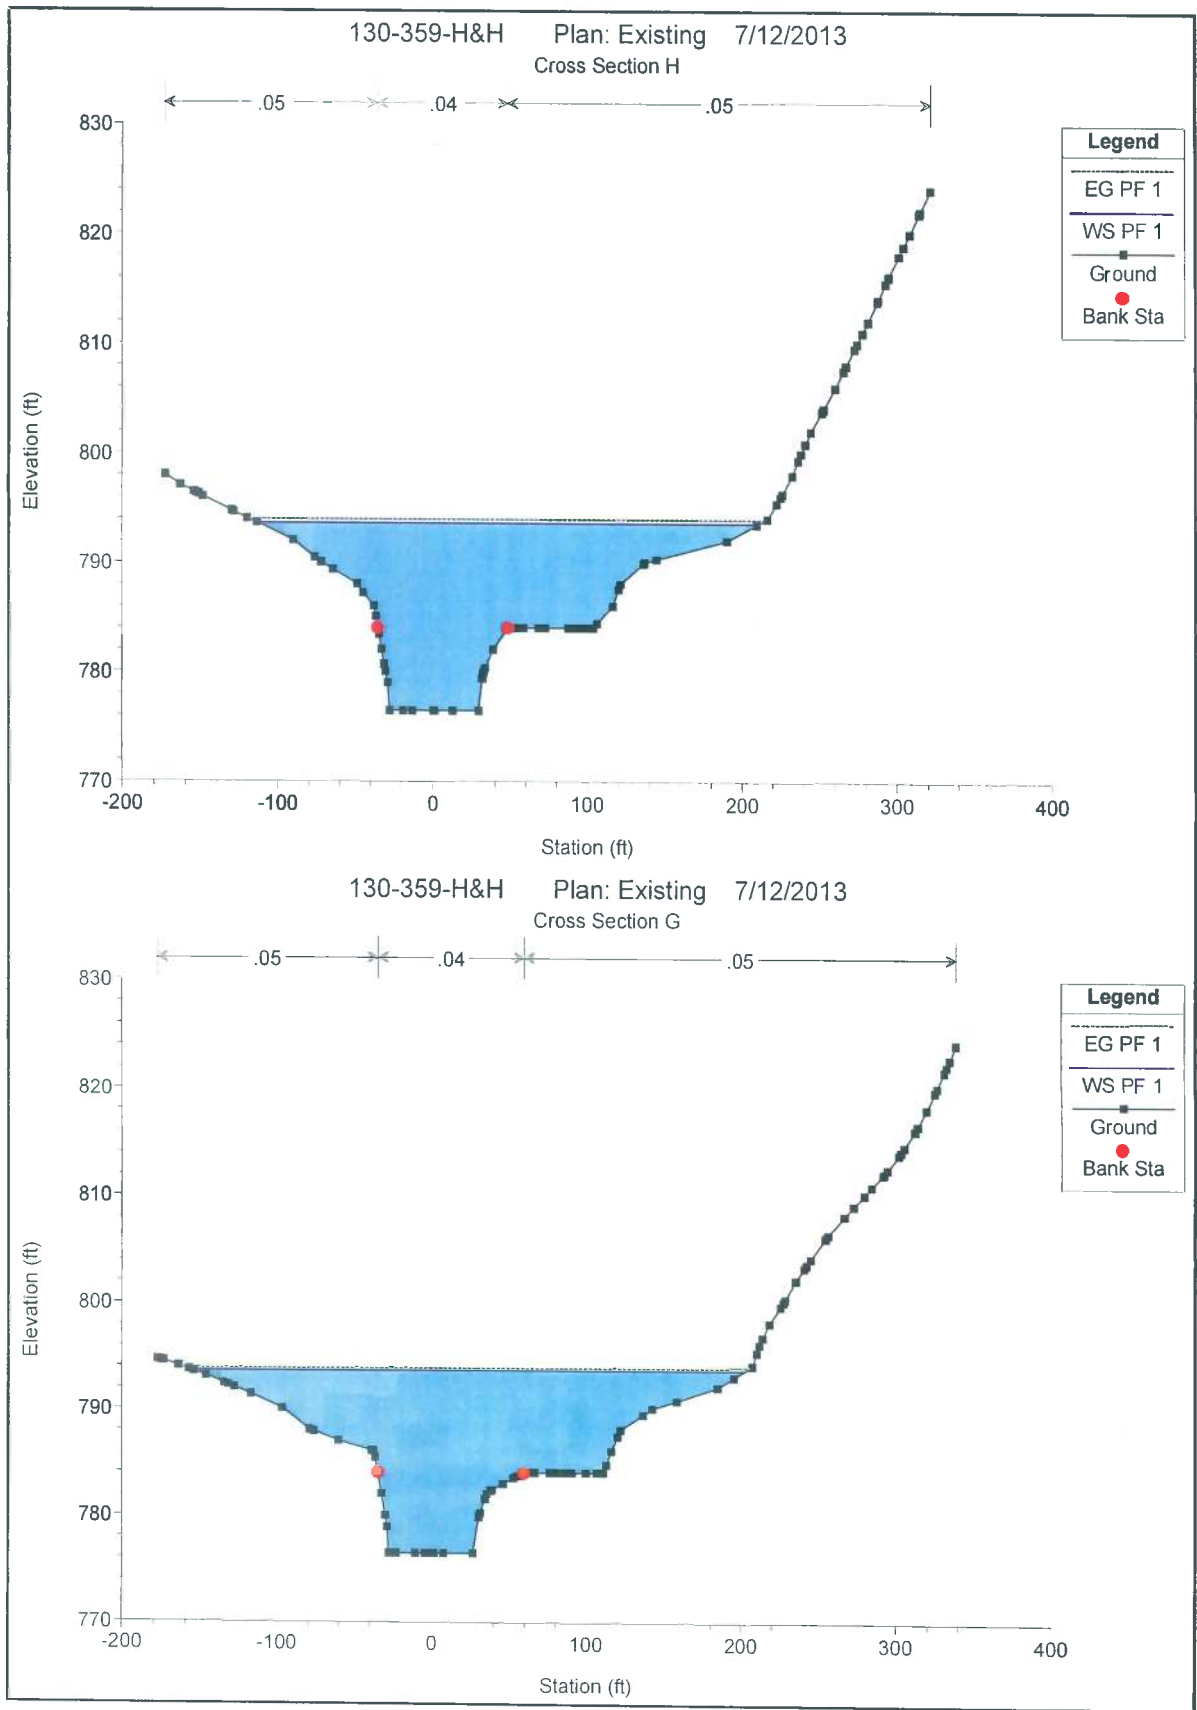 130-359-H&H Plan: Existing 7/12/2013
Cross Section H
.05 .04 .05
830
820
810
800
790
780
770
Elevation (ft)
-200 -100 0 100 200 300 400
Station (ft)
Legend
EG PF 1
WS PF 1
Ground
Bank Sta
130-359-H&H Plan: Existing 7/12/2013
Cross Section G
.05 .04 .05
830
820
810
800
790
780
770
Elevation (ft)
-200 -100 0 100 200 300 400
Station (ft)
Legend
EG PF 1
WS PF 1
Ground
Bank Sta